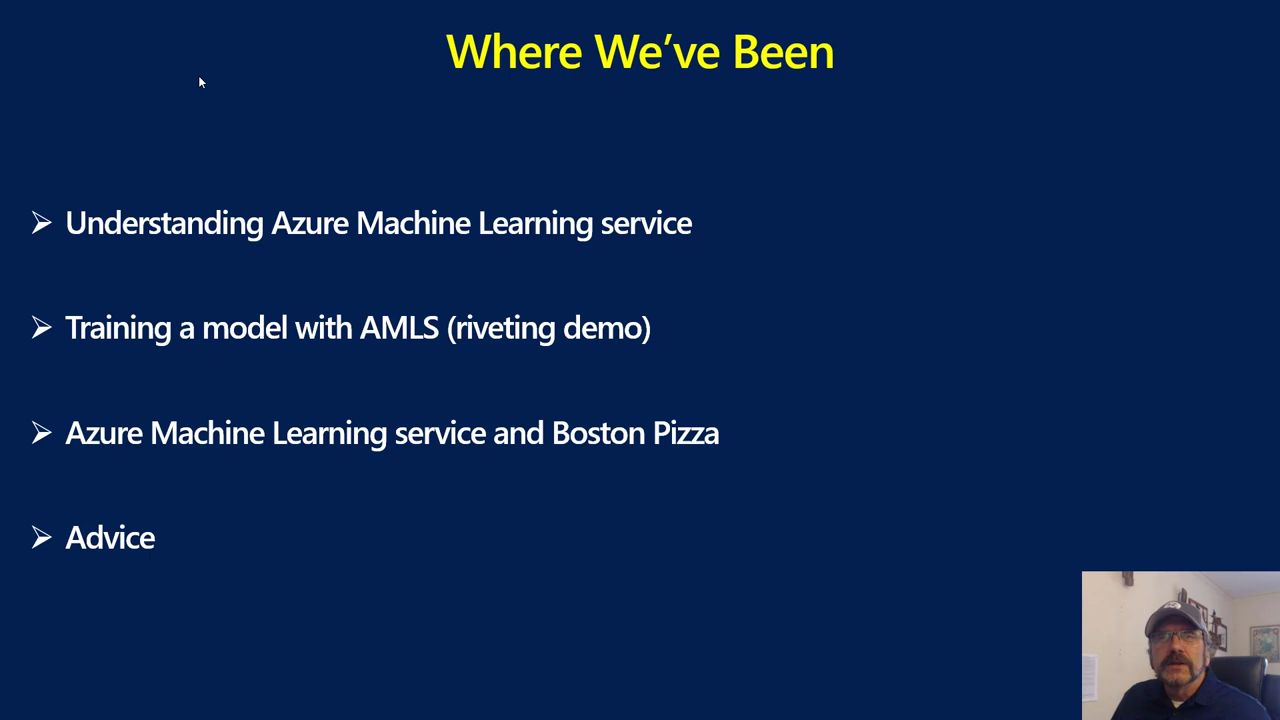 Where We’ve Been
Understanding Azure Machine Learning service
Training a model with AMLS (riveting demo)
Azure Machine Learning service and Boston Pizza
Advice